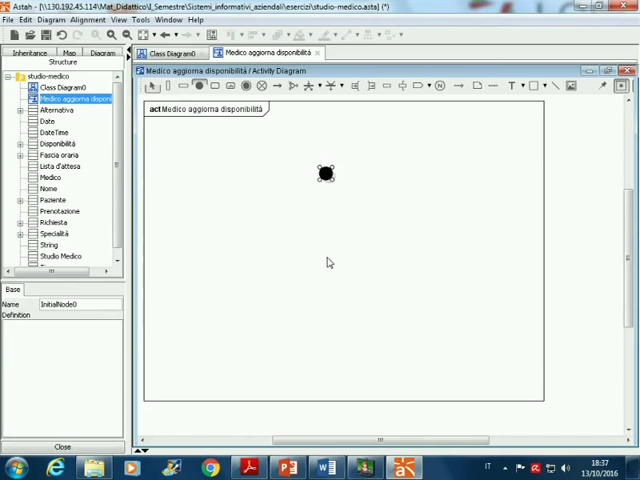 Astah - [\\130.192.45.114\Mat_Didattico\I_Semestre\Sistemi_informativi_aziendali\esercizi\studio-medico.asta] (*)
File Edit Diagram Alignment View Tools Window Help
Inheritance Map Diagram
Class Diagram0
Medico aggiorna disponibilità
Structure
Medico aggiorna disponibilità / Activity Diagram
studio-medico
Class Diagram0
Medico aggiorna disponi
Alternativa
Date
DateTime
Disponibilità
Fascia oraria
Lista d'attesa
Medico
Nome
Paziente
Prenotazione
Richiesta
Specialità
String
Studio Medico
act Medico aggiorna disponibilità
Base
Name InitialNode0
Definition
Close
IT
18:37
13/10/2016